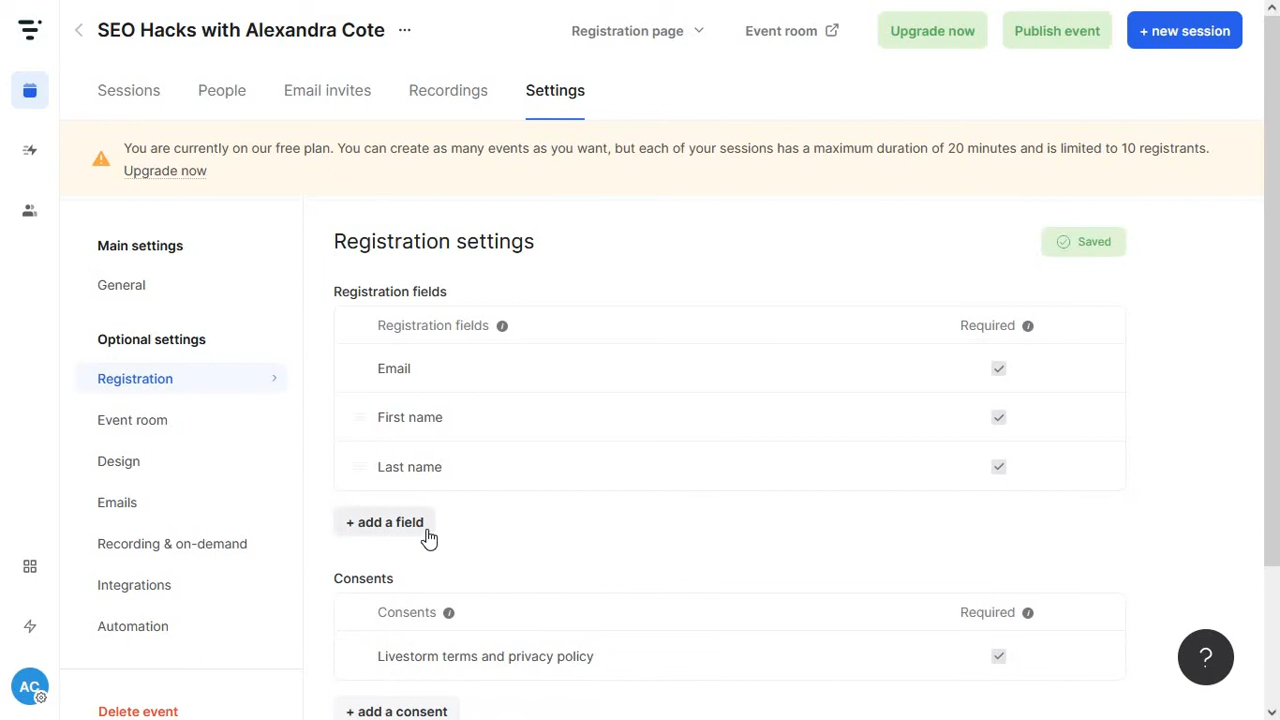 SEO Hacks with Alexandra Cote ...
Registration page
Event room
Upgrade now
Publish event
+ new session
Sessions
People
Email invites
Recordings
Settings
You are currently on our free plan. You can create as many events as you want, but each of your sessions has a maximum duration of 20 minutes and is limited to 10 registrants.
Upgrade now
Main settings
General
Optional settings
Registration
Event room
Design
Emails
Recording & on-demand
Integrations
Automation
Delete event
AC
Registration settings
Saved
Registration fields
Registration fields
Required
Email
First name
Last name
+ add a field
Consents
Consents
Required
Livestorm terms and privacy policy
+ add a consent
?